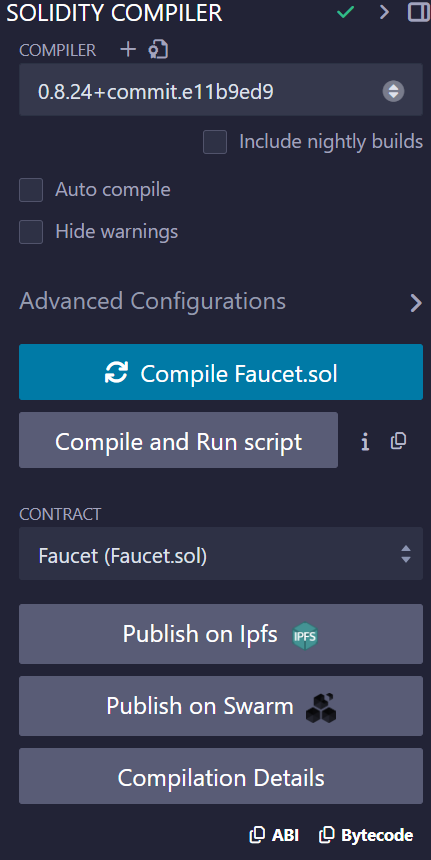 SOLIDITY COMPILER
COMPILER
0.8.24+commit.e11b9ed9
Include nightly builds
Auto compile
Hide warnings
Advanced Configurations
Compile Faucet.sol
Compile and Run script
CONTRACT
Faucet (Faucet.sol)
Publish on Ipfs IPFS
Publish on Swarm
Compilation Details
ABI Bytecode